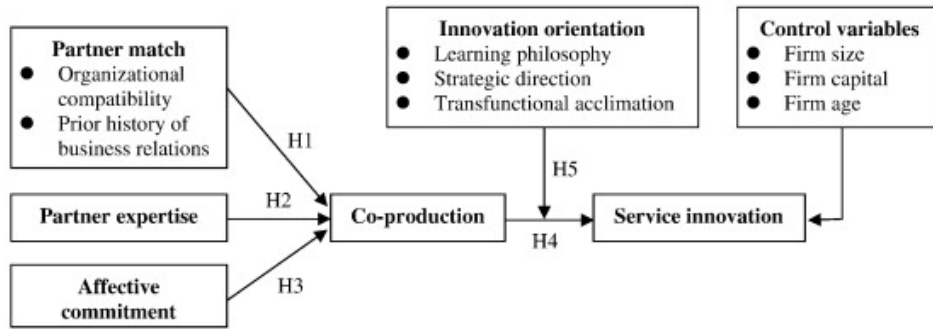 Partner match
● Organizational
compatibility
● Prior history of
business relations
Innovation orientation
● Learning philosophy
● Strategic direction
● Transfunctional acclimation
Control variables
● Firm size
● Firm capital
● Firm age
H1
H5
Partner expertise
H2
Co-production
H4
Service innovation
H3
Affective
commitment